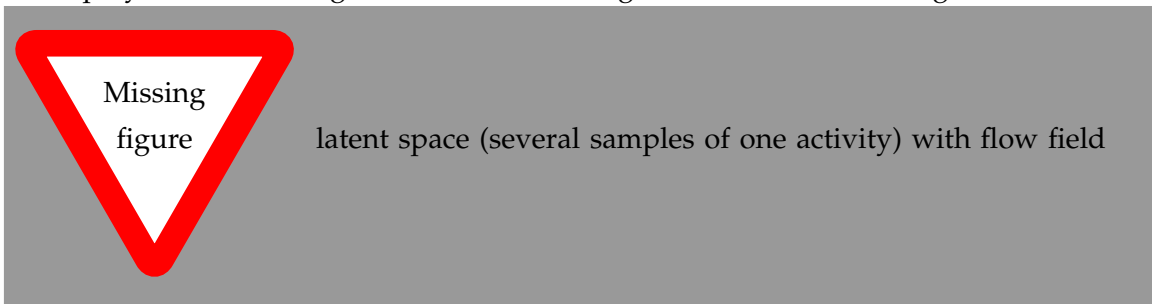 Missing
figure
latent space (several samples of one activity) with flow field